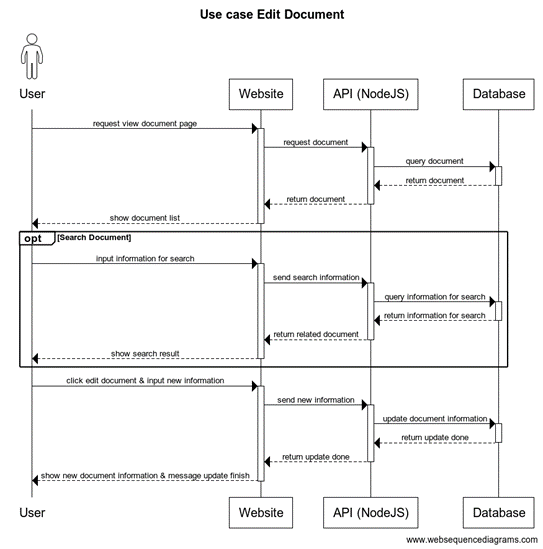 Use case Edit Document
User
Website
API (NodeJS)
Database
request view document page
request document
query document
return document
return document
show document list
opt
[Search Document]
input information for search
send search information
query information for search
return information for search
return related document
show search result
click edit document & input new information
send new information
update document information
return update done
return update done
show new document information & message update finish
User
Website
API (NodeJS)
Database
www.websequencediagrams.com